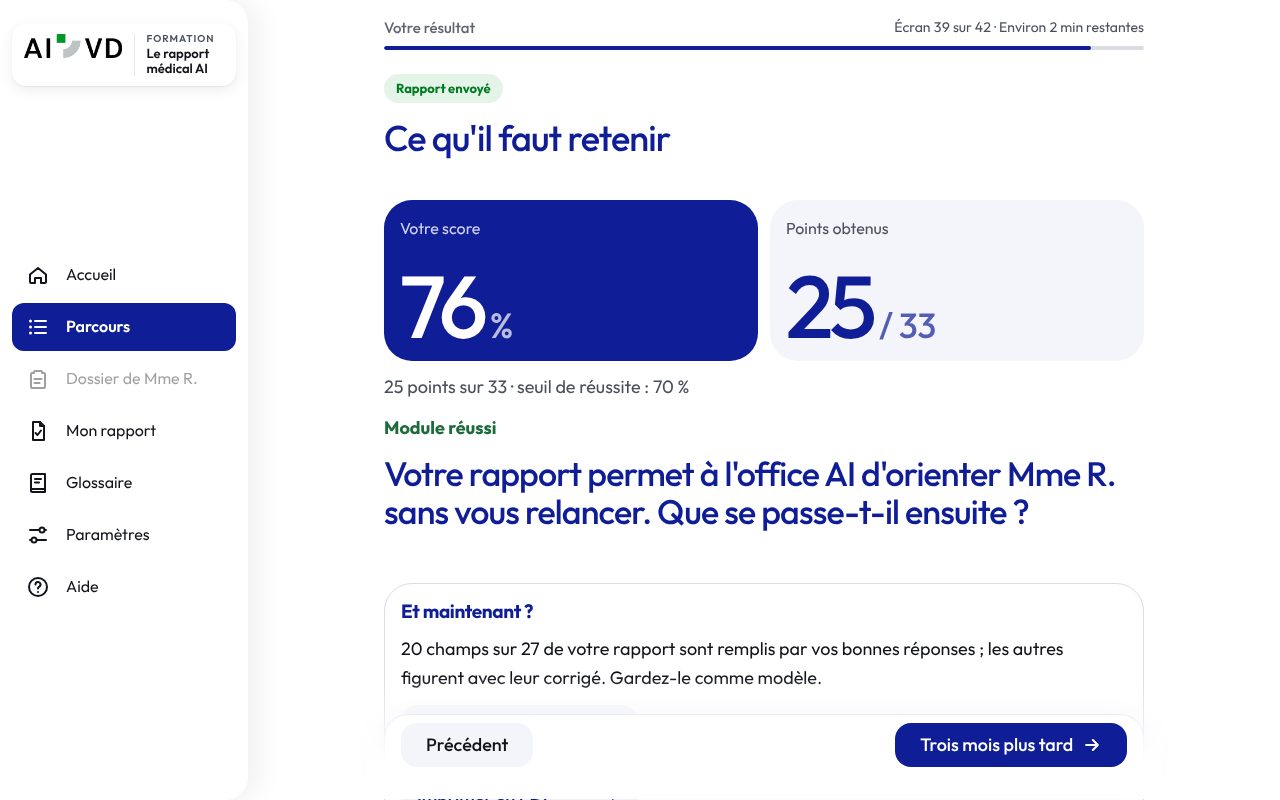 AI VD
FORMATION
Le rapport
médical AI
Accueil
Parcours
Dossier de Mme R.
Mon rapport
Glossaire
Paramètres
Aide
Votre résultat
Écran 39 sur 42 · Environ 2 min restantes
Rapport envoyé
Ce qu'il faut retenir
Votre score
76 %
Points obtenus
25 / 33
25 points sur 33 · seuil de réussite : 70 %
Module réussi
Votre rapport permet à l'office AI d'orienter Mme R.
sans vous relancer. Que se passe-t-il ensuite ?
Et maintenant ?
20 champs sur 27 de votre rapport sont remplis par vos bonnes réponses ; les autres
figurent avec leur corrigé. Gardez-le comme modèle.
Précédent
Trois mois plus tard